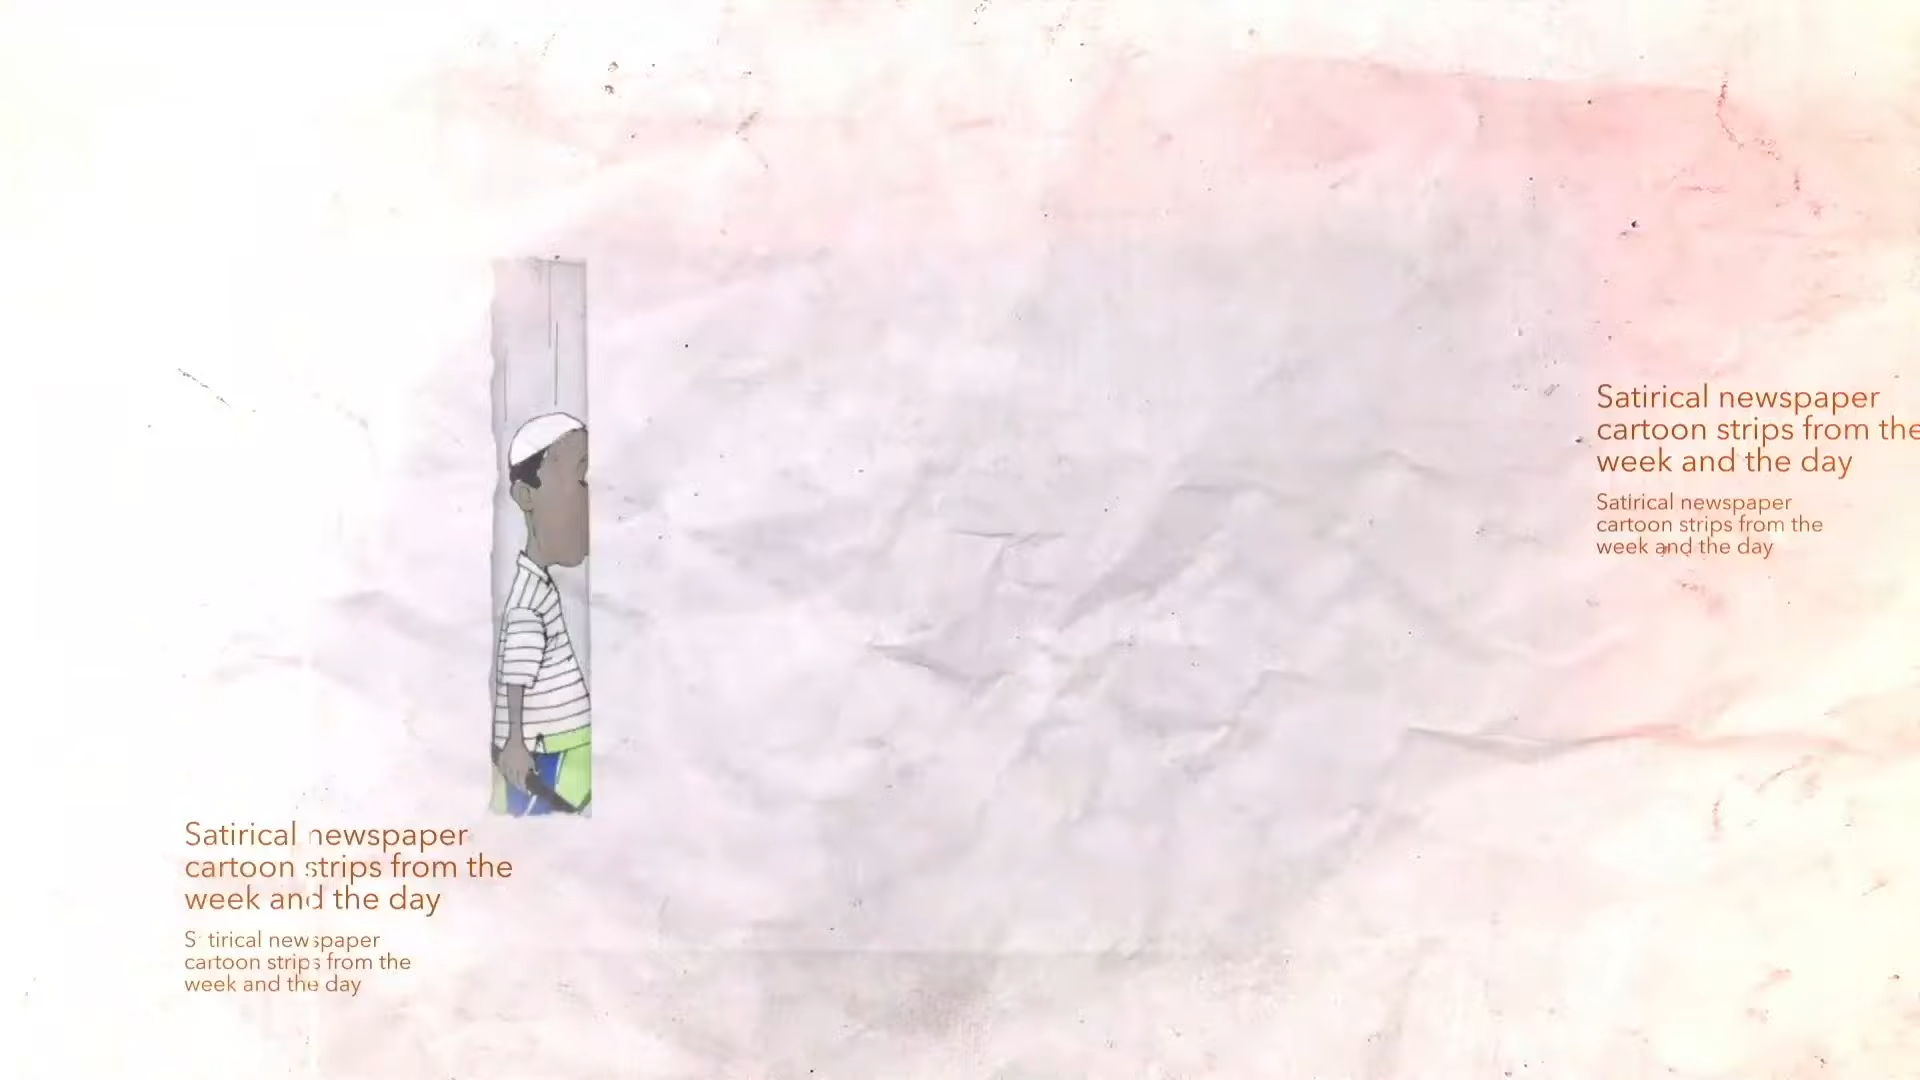 Satirical newspaper
cartoon strips from the
week and the day
Satirical newspaper
cartoon strips from the
week and the day
Satirical newspaper
cartoon strips from the
week and the day
S tirical newspaper
cartoon strips from the
week and the day